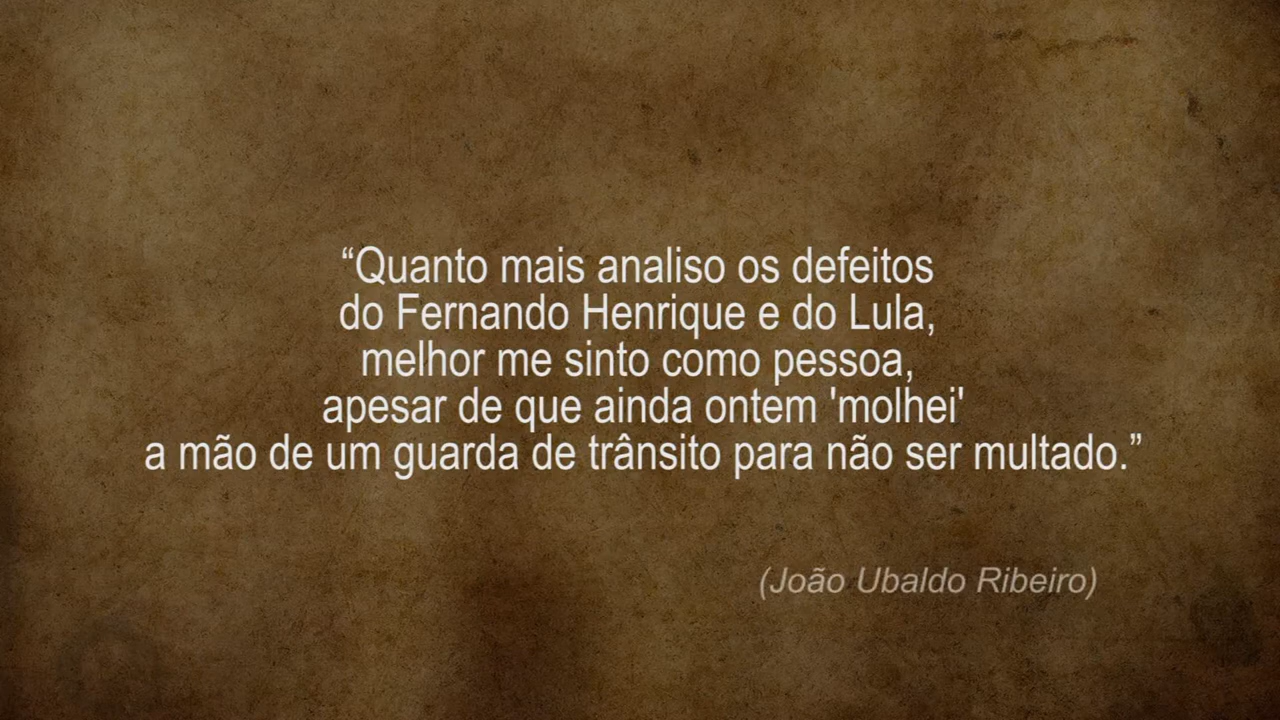 “Quanto mais analiso os defeitos
do Fernando Henrique e do Lula,
melhor me sinto como pessoa,
apesar de que ainda ontem 'molhei'
a mão de um guarda de trânsito para não ser multado.”
(João Ubaldo Ribeiro)